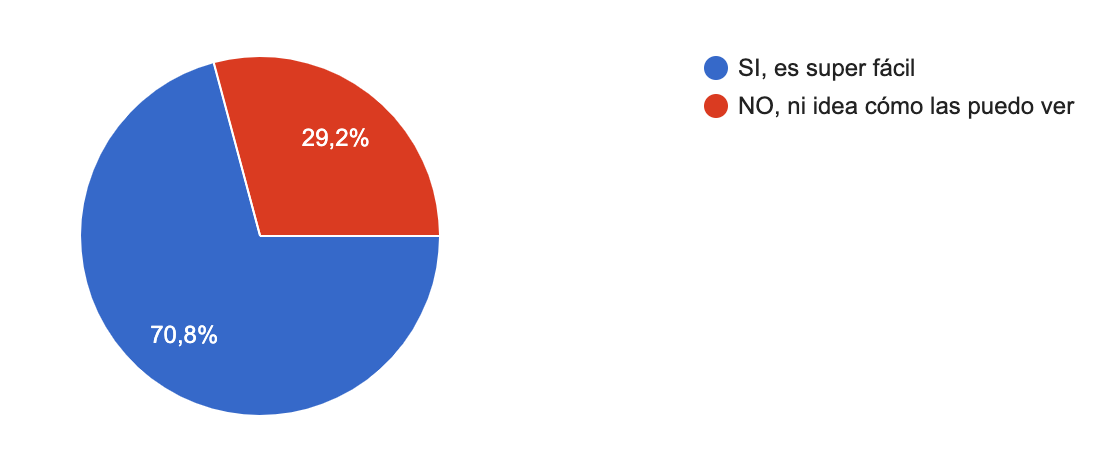 SI, es super fácil
NO, ni idea cómo las puedo ver
29,2%
70,8%